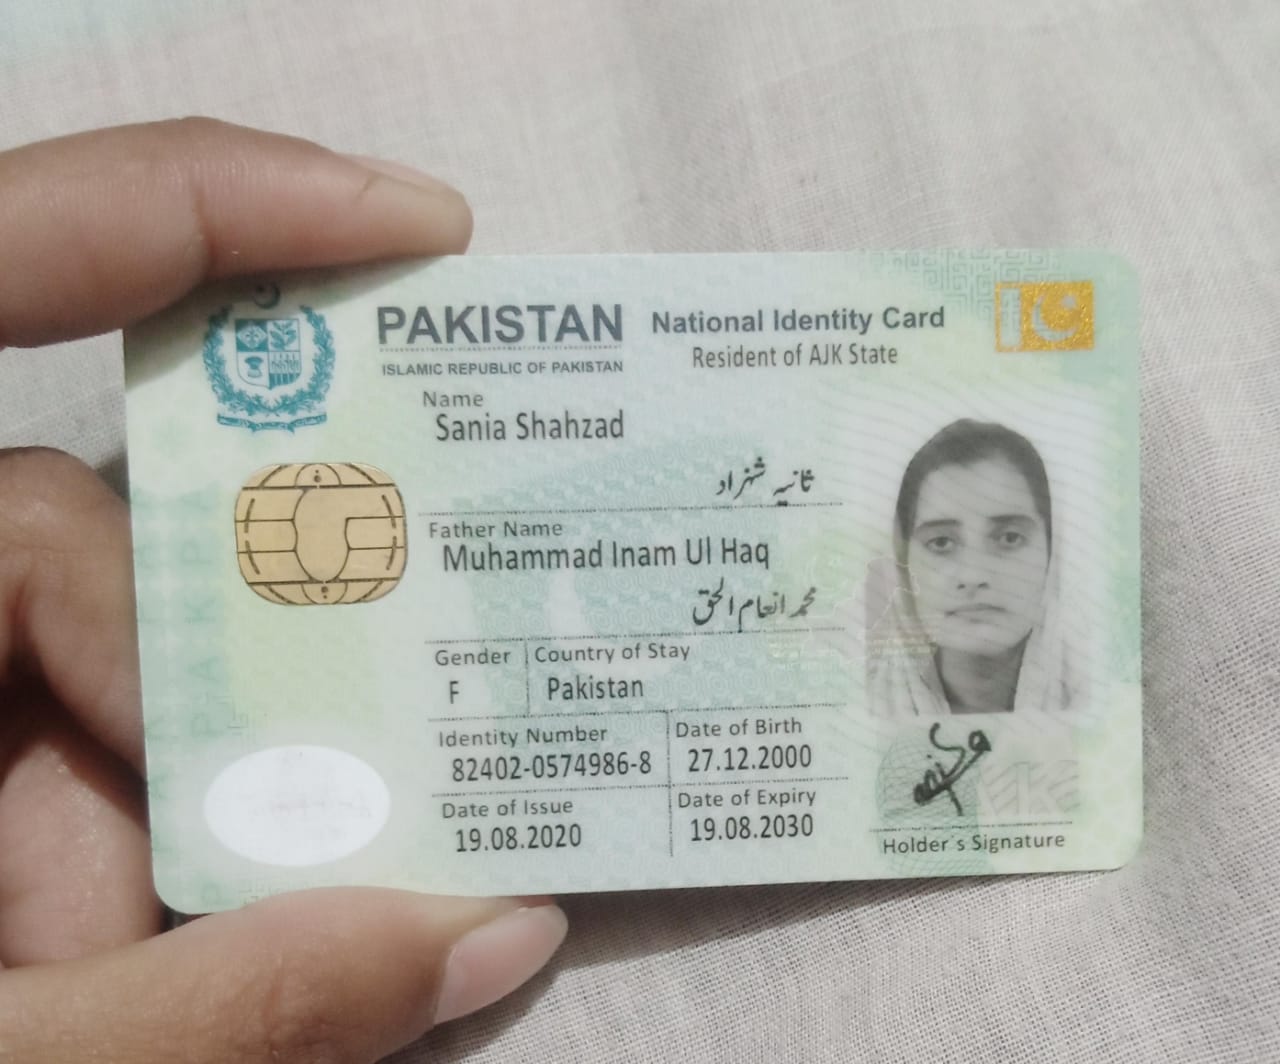 PAKISTAN National Identity Card
ISLAMIC REPUBLIC OF PAKISTAN Resident of AJK State
Name
Sania Shahzad
ثانیہ شہزاد
Father Name
Muhammad Inam Ul Haq
محمد انعام الحق
Gender Country of Stay
F Pakistan
Identity Number Date of Birth
82402-0574986-8 27.12.2000
Date of Issue Date of Expiry
19.08.2020 19.08.2030
Holder's Signature